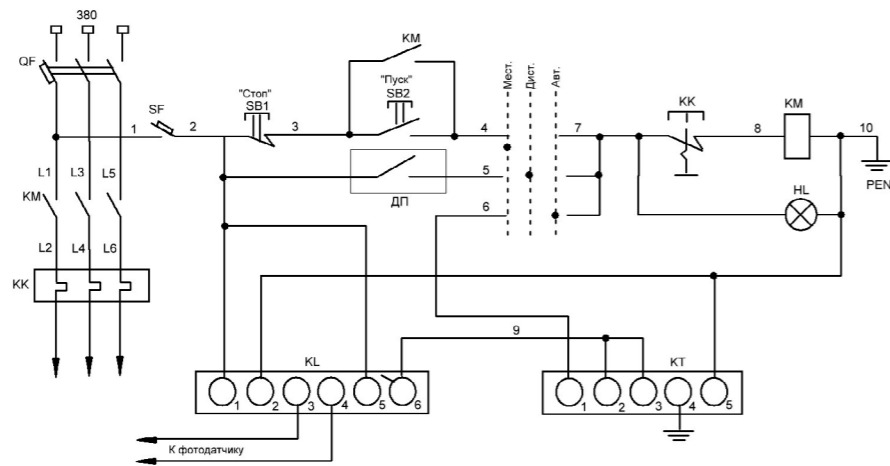 380
QF
KM
"Стоп"
"Пуск"
SB1
SB2
SF
1
2
3
4
Мест.
Дист.
Авт.
7
KK
8
KM
10
PEN
L1
L3
L5
5
ДП
6
HL
KM
L2
L4
L6
KK
9
KL
KT
1
2
3
4
5
6
1
2
3
4
5
К фотодатчику